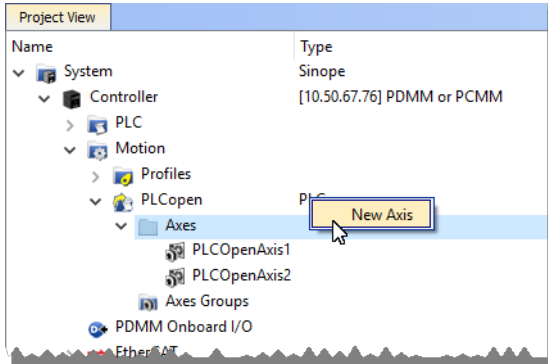 Project View
Name Type
System Sinope
Controller [10.50.67.76] PDMM or PCMM
PLC
Motion
Profiles
PLCopen
New Axis
Axes
PLCOpenAxis1
PLCOpenAxis2
Axes Groups
PDMM Onboard I/O
EtherCAT